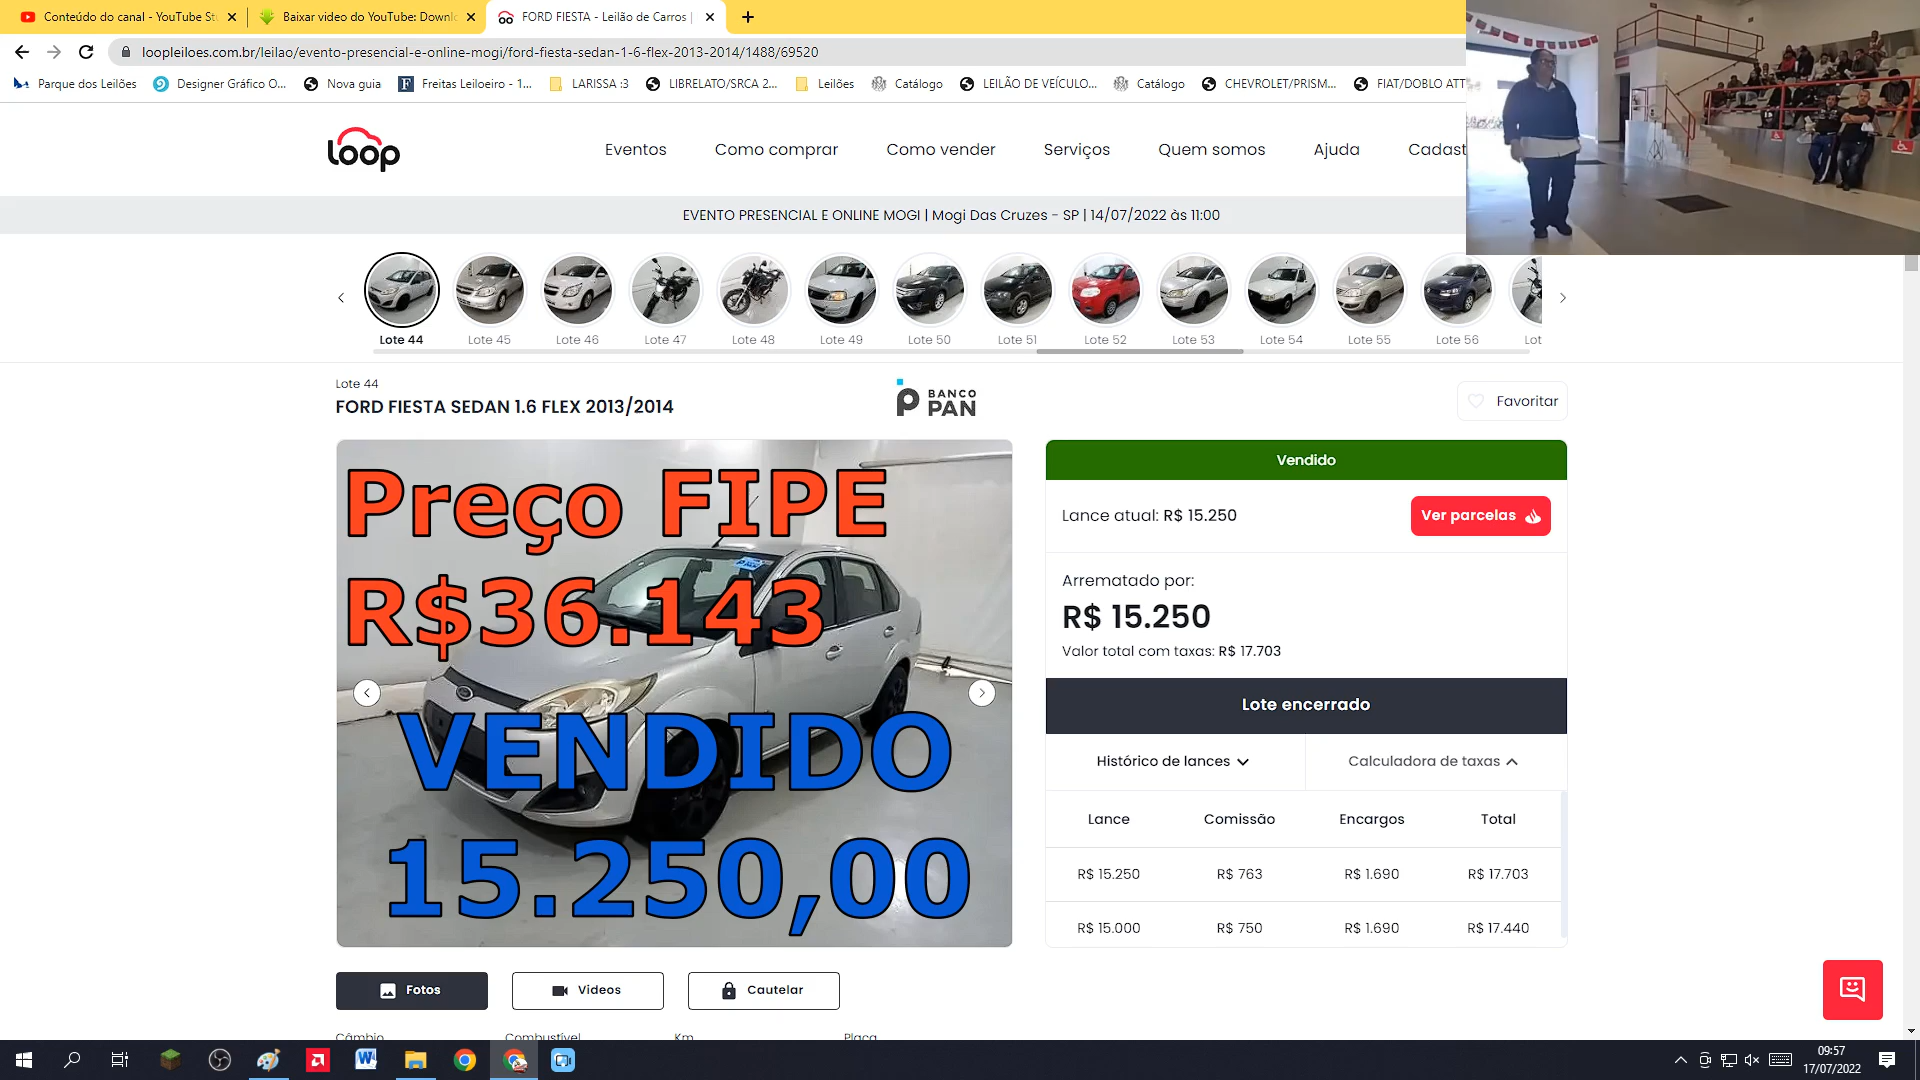 Conteúdo do canal - YouTube St
Baixar video do YouTube: Downlo
FORD FIESTA - Leilão de Carros |
loopleiloes.com.br/leilao/evento-presencial-e-online-mogi/ford-fiesta-sedan-1-6-flex-2013-2014/1488/69520
Parque dos Leilões
Designer Gráfico O...
Nova guia
Freitas Leiloeiro - 1...
LARISSA :3
LIBRELATO/SRCA 2...
Leilões
Catálogo
LEILÃO DE VEÍCULO...
Catálogo
CHEVROLET/PRISM...
FIAT/DOBLO ATT
loop
Eventos
Como comprar
Como vender
Serviços
Quem somos
Ajuda
Cadast
EVENTO PRESENCIAL E ONLINE MOGI | Mogi Das Cruzes - SP | 14/07/2022 às 11:00
Lote 44
Lote 45
Lote 46
Lote 47
Lote 48
Lote 49
Lote 50
Lote 51
Lote 52
Lote 53
Lote 54
Lote 55
Lote 56
Lot
Lote 44
FORD FIESTA SEDAN 1.6 FLEX 2013/2014
BANCO
PAN
Favoritar
Preço FIPE
R$36.143
VENDIDO
15.250,00
Vendido
Lance atual: R$ 15.250
Ver parcelas
Arrematado por:
R$ 15.250
Valor total com taxas: R$ 17.703
Lote encerrado
Histórico de lances
Calculadora de taxas
Lance Comissão Encargos Total
R$ 15.250 R$ 763 R$ 1.690 R$ 17.703
R$ 15.000 R$ 750 R$ 1.690 R$ 17.440
Fotos
Videos
Cautelar
Câmbio
Combustível
Km
Placa
09:57
17/07/2022